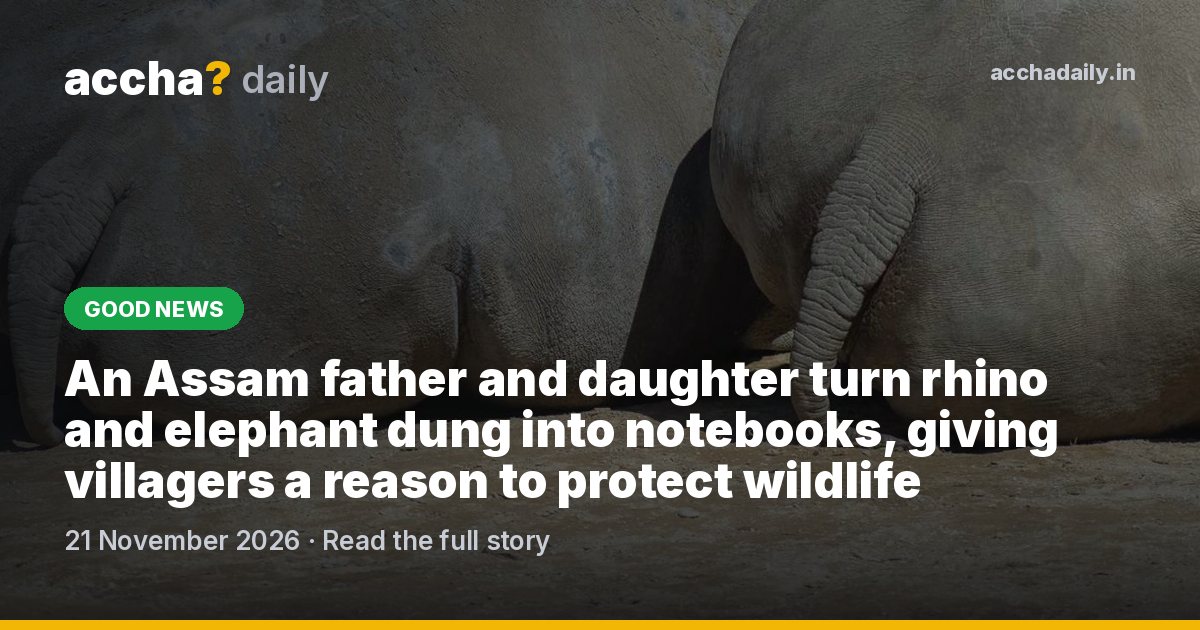 accha? daily
acchadaily.in
GOOD NEWS
An Assam father and daughter turn rhino
and elephant dung into notebooks, giving
villagers a reason to protect wildlife
21 November 2026 · Read the full story